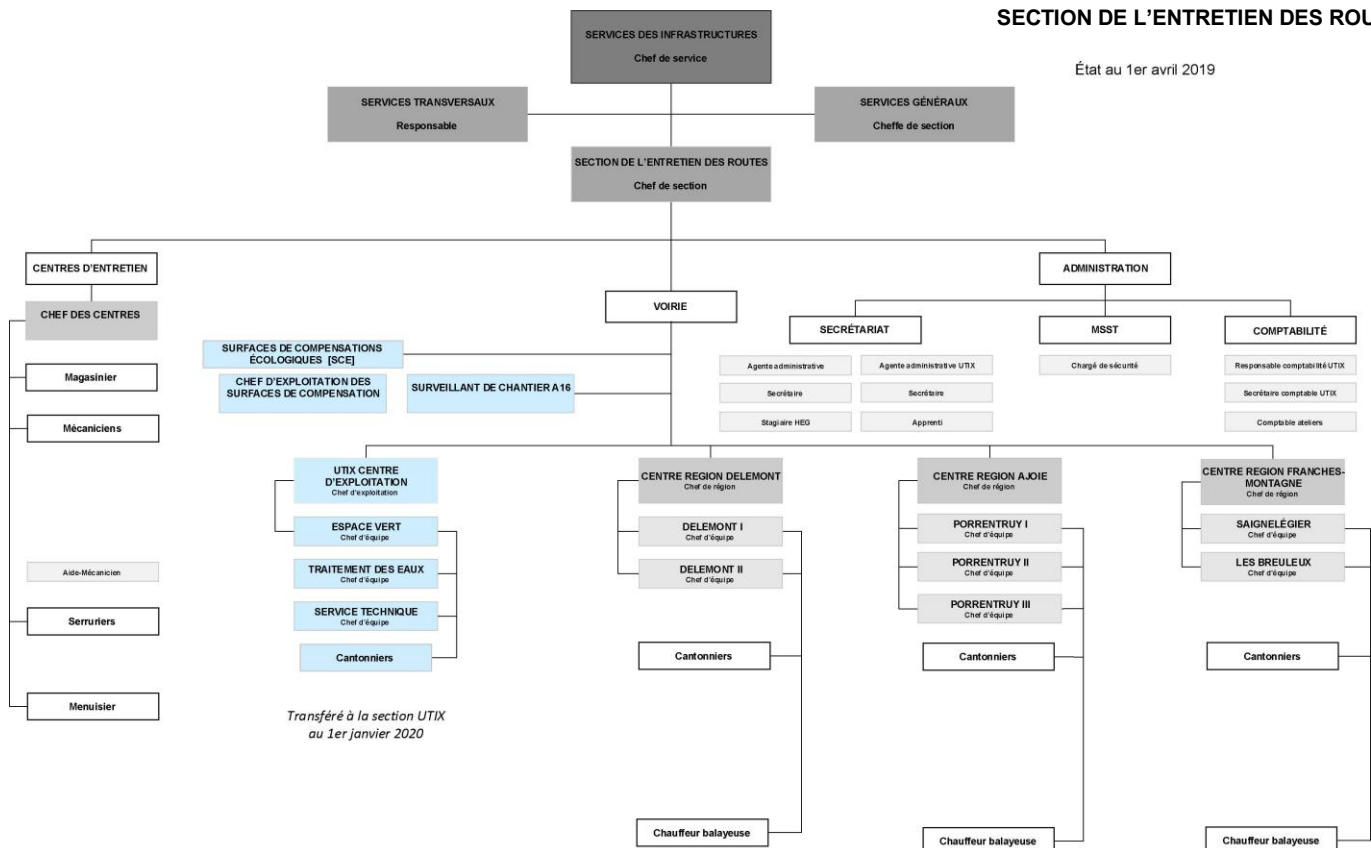 SECTION DE L’ENTRETIEN DES ROU
État au 1er avril 2019
SERVICES DES INFRASTRUCTURES
Chef de service
SERVICES TRANSVERSAUX
Responsable
SERVICES GÉNÉRAUX
Cheffe de section
SECTION DE L'ENTRETIEN DES ROUTES
Chef de section
CENTRES D'ENTRETIEN
CHEF DES CENTRES
Magasinier
Mécaniciens
Aide-Mécanicien
Serruriers
Menuisier
VOIRIE
SURFACES DE COMPENSATIONS
ÉCOLOGIQUES [SCE]
CHEF D'EXPLOITATION DES
SURFACES DE COMPENSATION
SURVEILLANT DE CHANTIER A16
ADMINISTRATION
SECRÉTARIAT
Agente administrative
Agente administrative UTIX
Secrétaire
Secrétaire
Stagiaire HEG
Apprenti
MSST
Chargé de sécurité
COMPTABILITÉ
Responsable comptabilité UTIX
Secrétaire comptable UTIX
Comptable ateliers
UTIX CENTRE
D'EXPLOITATION
Chef d'exploitation
ESPACE VERT
Chef d'équipe
TRAITEMENT DES EAUX
Chef d'équipe
SERVICE TECHNIQUE
Chef d'équipe
Cantonniers
Transféré à la section UTIX
au 1er janvier 2020
CENTRE REGION DELEMONT
Chef de région
DELEMONT I
Chef d'équipe
DELEMONT II
Chef d'équipe
Cantonniers
Chauffeur balayeuse
CENTRE REGION AJOIE
Chef de région
PORRENTRUY I
Chef d'équipe
PORRENTRUY II
Chef d'équipe
PORRENTRUY III
Chef d'équipe
Cantonniers
Chauffeur balayeuse
CENTRE REGION FRANCHES-
MONTAGNE
Chef de région
SAIGNELÉGIER
Chef d'équipe
LES BREULEUX
Chef d'équipe
Cantonniers
Chauffeur balayeuse